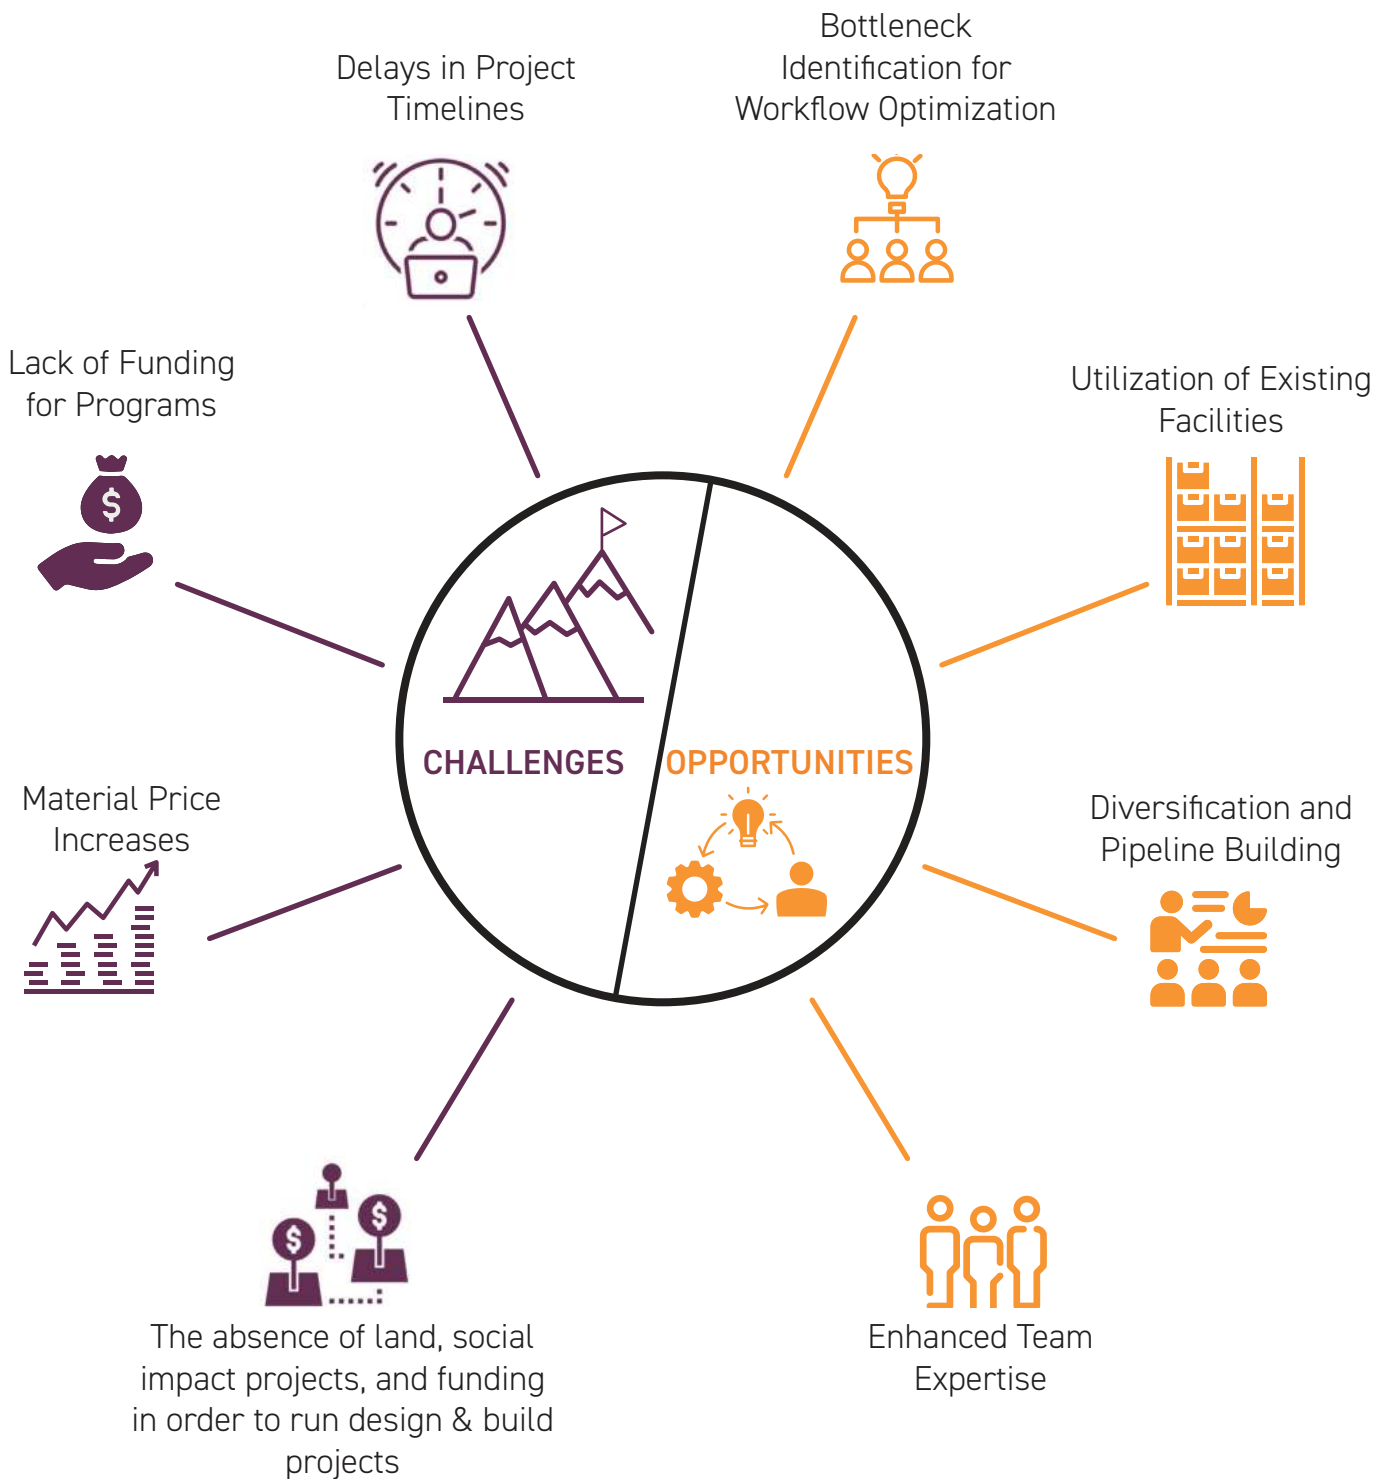 Delays in Project
Timelines
Bottleneck
Identification for
Workflow Optimization
Lack of Funding
for Programs
$
Utilization of Existing
Facilities
CHALLENGES
OPPORTUNITIES
Material Price
Increases
Diversification and
Pipeline Building
$
$
The absence of land, social
impact projects, and funding
in order to run design & build
projects
Enhanced Team
Expertise